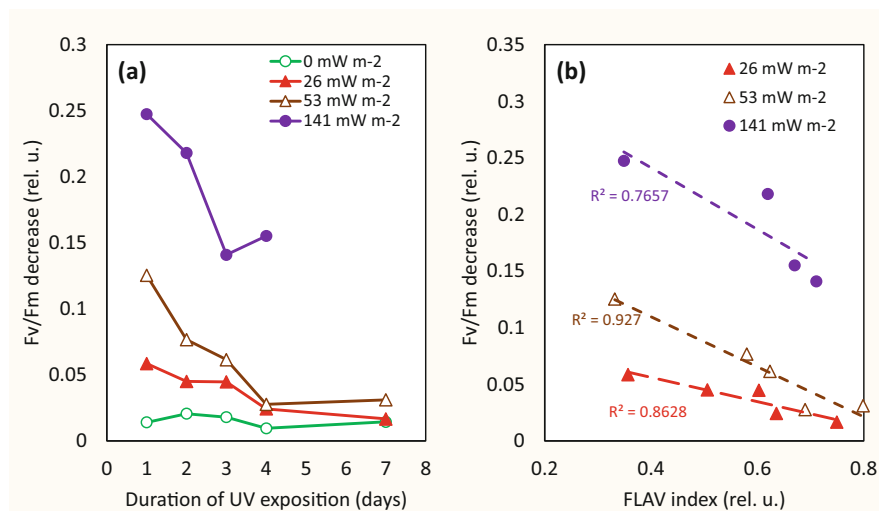 (a)
0 mW m-2
26 mW m-2
53 mW m-2
141 mW m-2
0.3
0.25
0.2
0.15
0.1
0.05
0
0 1 2 3 4 5 6 7 8
Fv/Fm decrease (rel. u.)
Duration of UV exposition (days)
(b)
26 mW m-2
53 mW m-2
141 mW m-2
0.35
0.3
0.25
0.2
0.15
0.1
0.05
0
R² = 0.7657
R² = 0.927
R² = 0.8628
0.2 0.4 0.6 0.8
Fv/Fm decrease (rel. u.)
FLAV index (rel. u.)